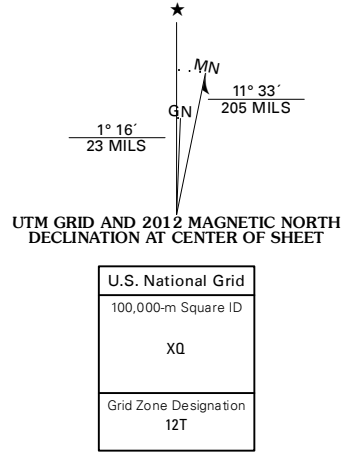 ★
MN
GN
11° 33´
205 MILS
1° 16´
23 MILS
UTM GRID AND 2012 MAGNETIC NORTH
DECLINATION AT CENTER OF SHEET
U.S. National Grid
100,000-m Square ID
XQ
Grid Zone Designation
12T